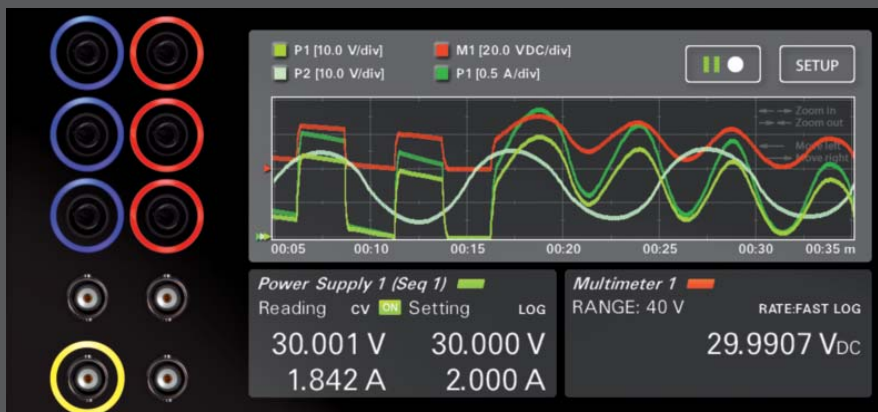 P1 [10.0 V/div] M1 [20.0 VDC/div]
P2 [10.0 V/div] P1 [0.5 A/div]
SETUP
Zoom in
Zoom out
Move left
Move right
00:05 00:10 00:15 00:20 00:25 00:30 00:35 m
Power Supply 1 (Seq 1)
Reading CV ON Setting LOG
30.001 V 30.000 V
1.842 A 2.000 A
Multimeter 1
RANGE: 40 V RATE:FAST LOG
29.9907 VDC